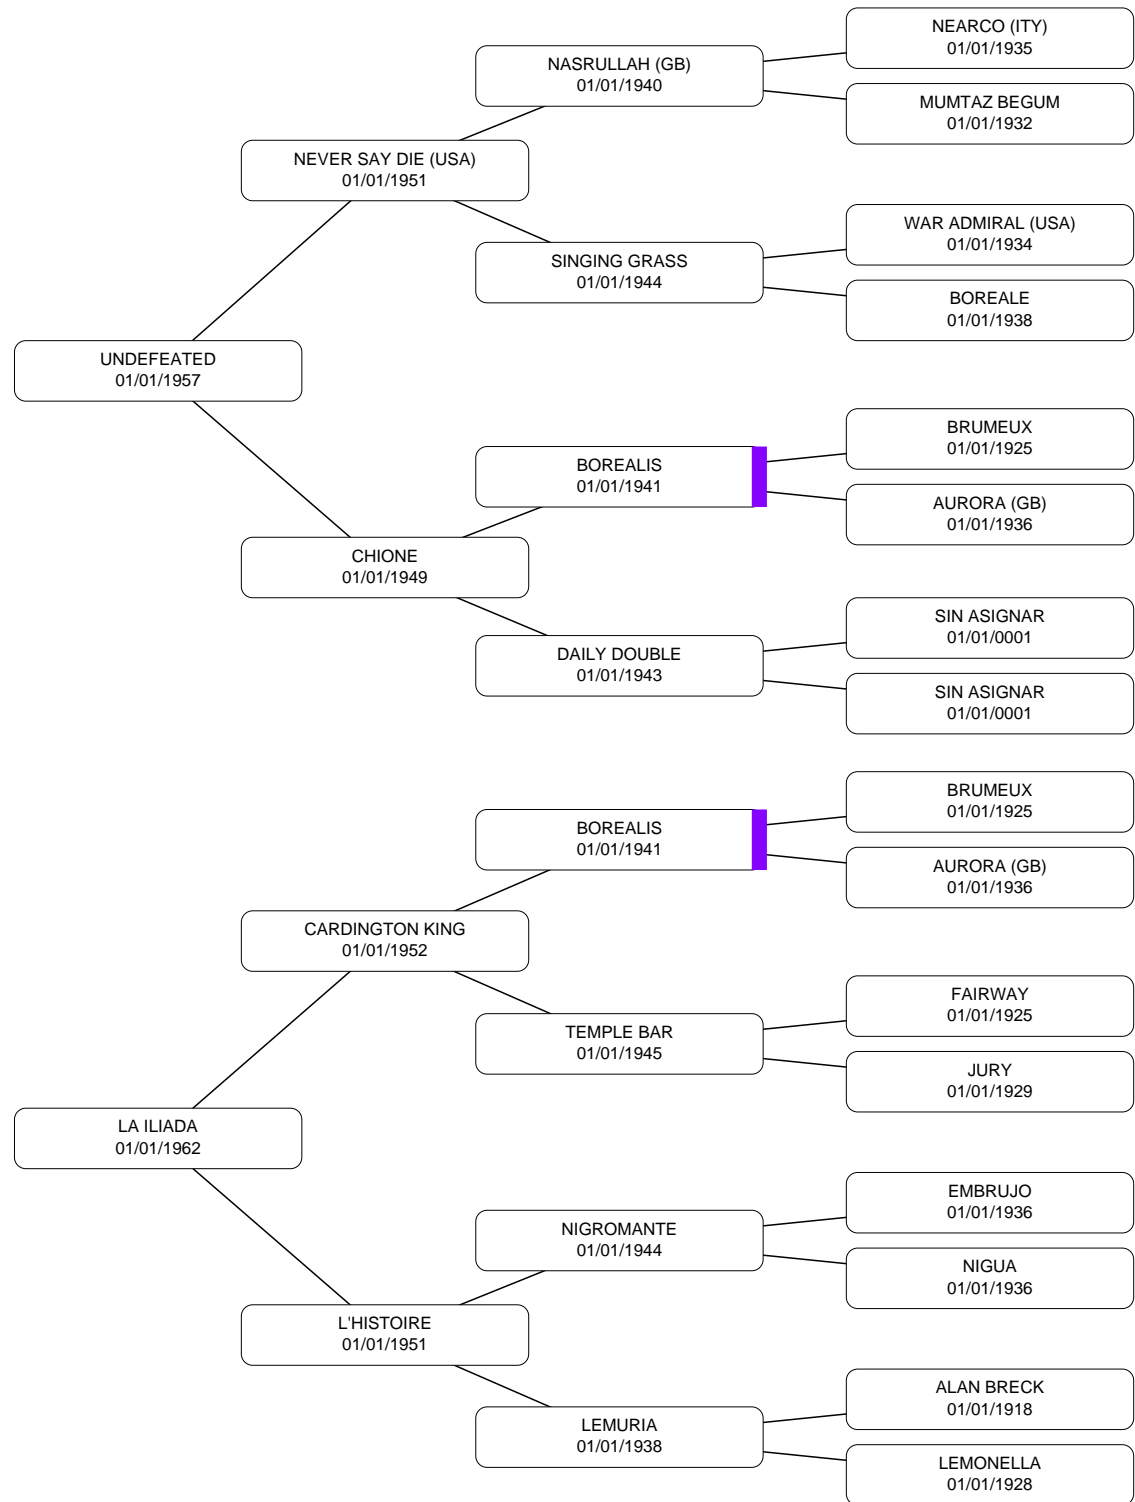 NEARCO (ITY)
01/01/1935
NASRULLAH (GB)
01/01/1940
MUMTAZ BEGUM
01/01/1932
NEVER SAY DIE (USA)
01/01/1951
WAR ADMIRAL (USA)
01/01/1934
SINGING GRASS
01/01/1944
BOREALE
01/01/1938
UNDEFEATED
01/01/1957
BRUMEUX
01/01/1925
BOREALIS
01/01/1941
AURORA (GB)
01/01/1936
CHIONE
01/01/1949
SIN ASIGNAR
01/01/0001
DAILY DOUBLE
01/01/1943
SIN ASIGNAR
01/01/0001
BRUMEUX
01/01/1925
BOREALIS
01/01/1941
AURORA (GB)
01/01/1936
CARDINGTON KING
01/01/1952
FAIRWAY
01/01/1925
TEMPLE BAR
01/01/1945
JURY
01/01/1929
LA ILIADA
01/01/1962
EMBRUJO
01/01/1936
NIGROMANTE
01/01/1944
NIGUA
01/01/1936
L'HISTOIRE
01/01/1951
ALAN BRECK
01/01/1918
LEMURIA
01/01/1938
LEMONELLA
01/01/1928